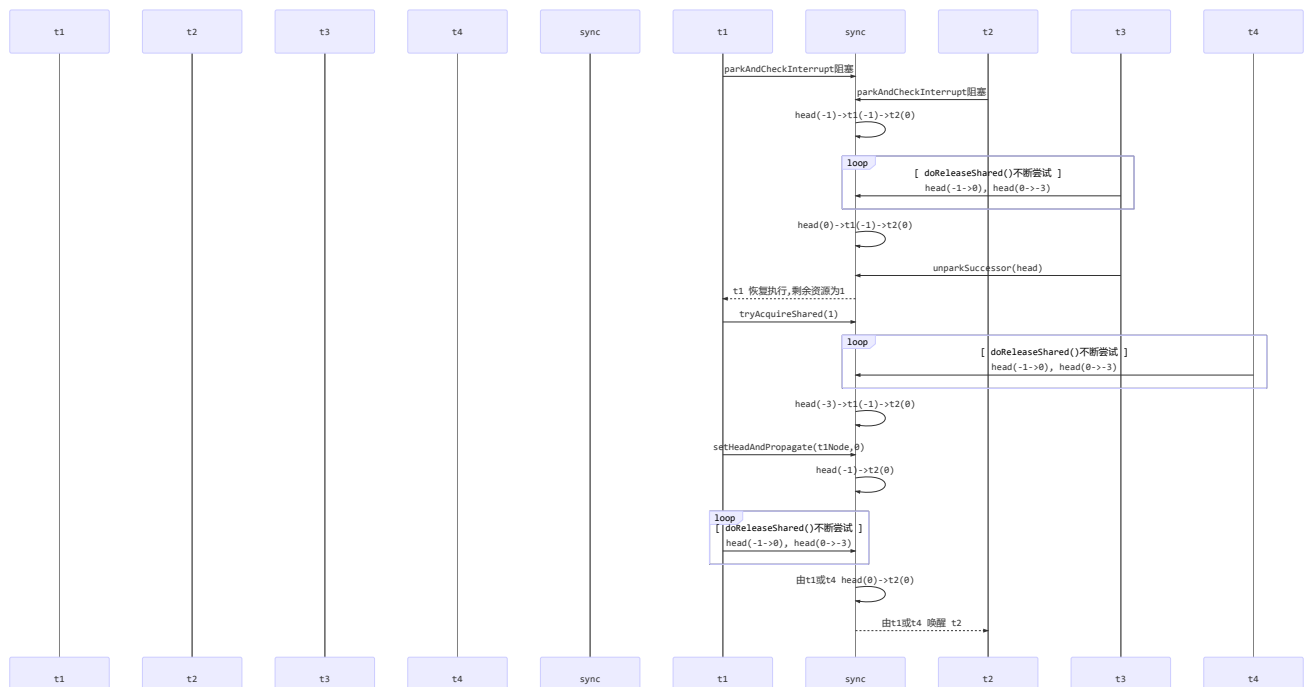 t1 t2 t3 t4 sync t1 sync t2 t3 t4
parkAndCheckInterrupt阻塞
parkAndCheckInterrupt阻塞
head(-1)->t1(-1)->t2(0)
loop
[ doReleaseShared()不断尝试 ]
head(-1->0), head(0->-3)
head(0)->t1(-1)->t2(0)
unparkSuccessor(head)
t1 恢复执行,剩余资源为1
tryAcquireShared(1)
loop
[ doReleaseShared()不断尝试 ]
head(-1->0), head(0->-3)
head(-3)->t1(-1)->t2(0)
setHeadAndPropagate(t1Node,0)
head(-1)->t2(0)
loop
[ doReleaseShared()不断尝试 ]
head(-1->0), head(0->-3)
由t1或t4 head(0)->t2(0)
由t1或t4 唤醒 t2
t1 t2 t3 t4 sync t1 sync t2 t3 t4